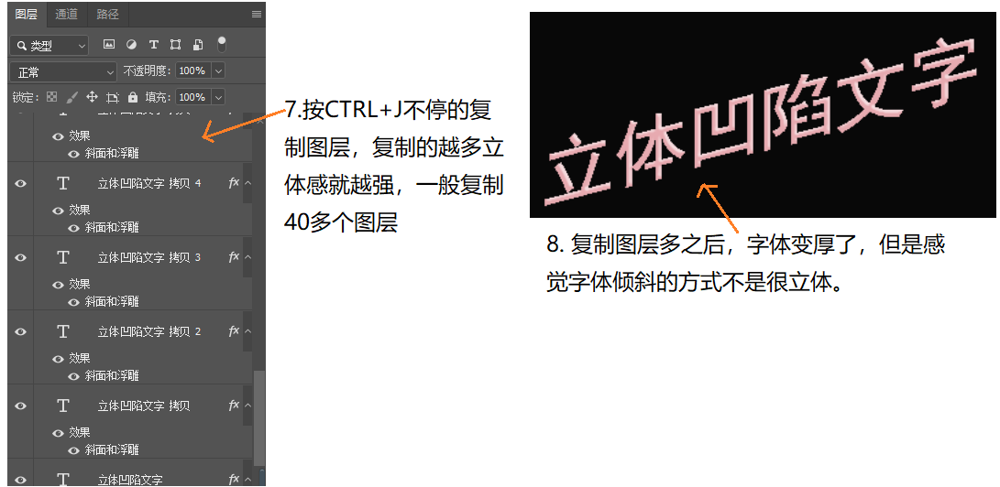 图层 通道 路径
类型
正常 不透明度: 100%
锁定: 填充: 100%
效果
斜面和浮雕
立体凹陷文字 拷贝 4 fx
效果
斜面和浮雕
立体凹陷文字 拷贝 3 fx
效果
斜面和浮雕
立体凹陷文字 拷贝 2 fx
效果
斜面和浮雕
立体凹陷文字 拷贝 fx
效果
斜面和浮雕
立体凹陷文字 fx
7.按CTRL+J不停的复
制图层，复制的越多立
体感就越强，一般复制
40多个图层
立体凹陷文字
8. 复制图层多之后，字体变厚了，但是感
觉字体倾斜的方式不是很立体。